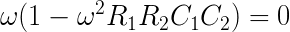 ω(1 − ω²R₁R₂C₁C₂) = 0